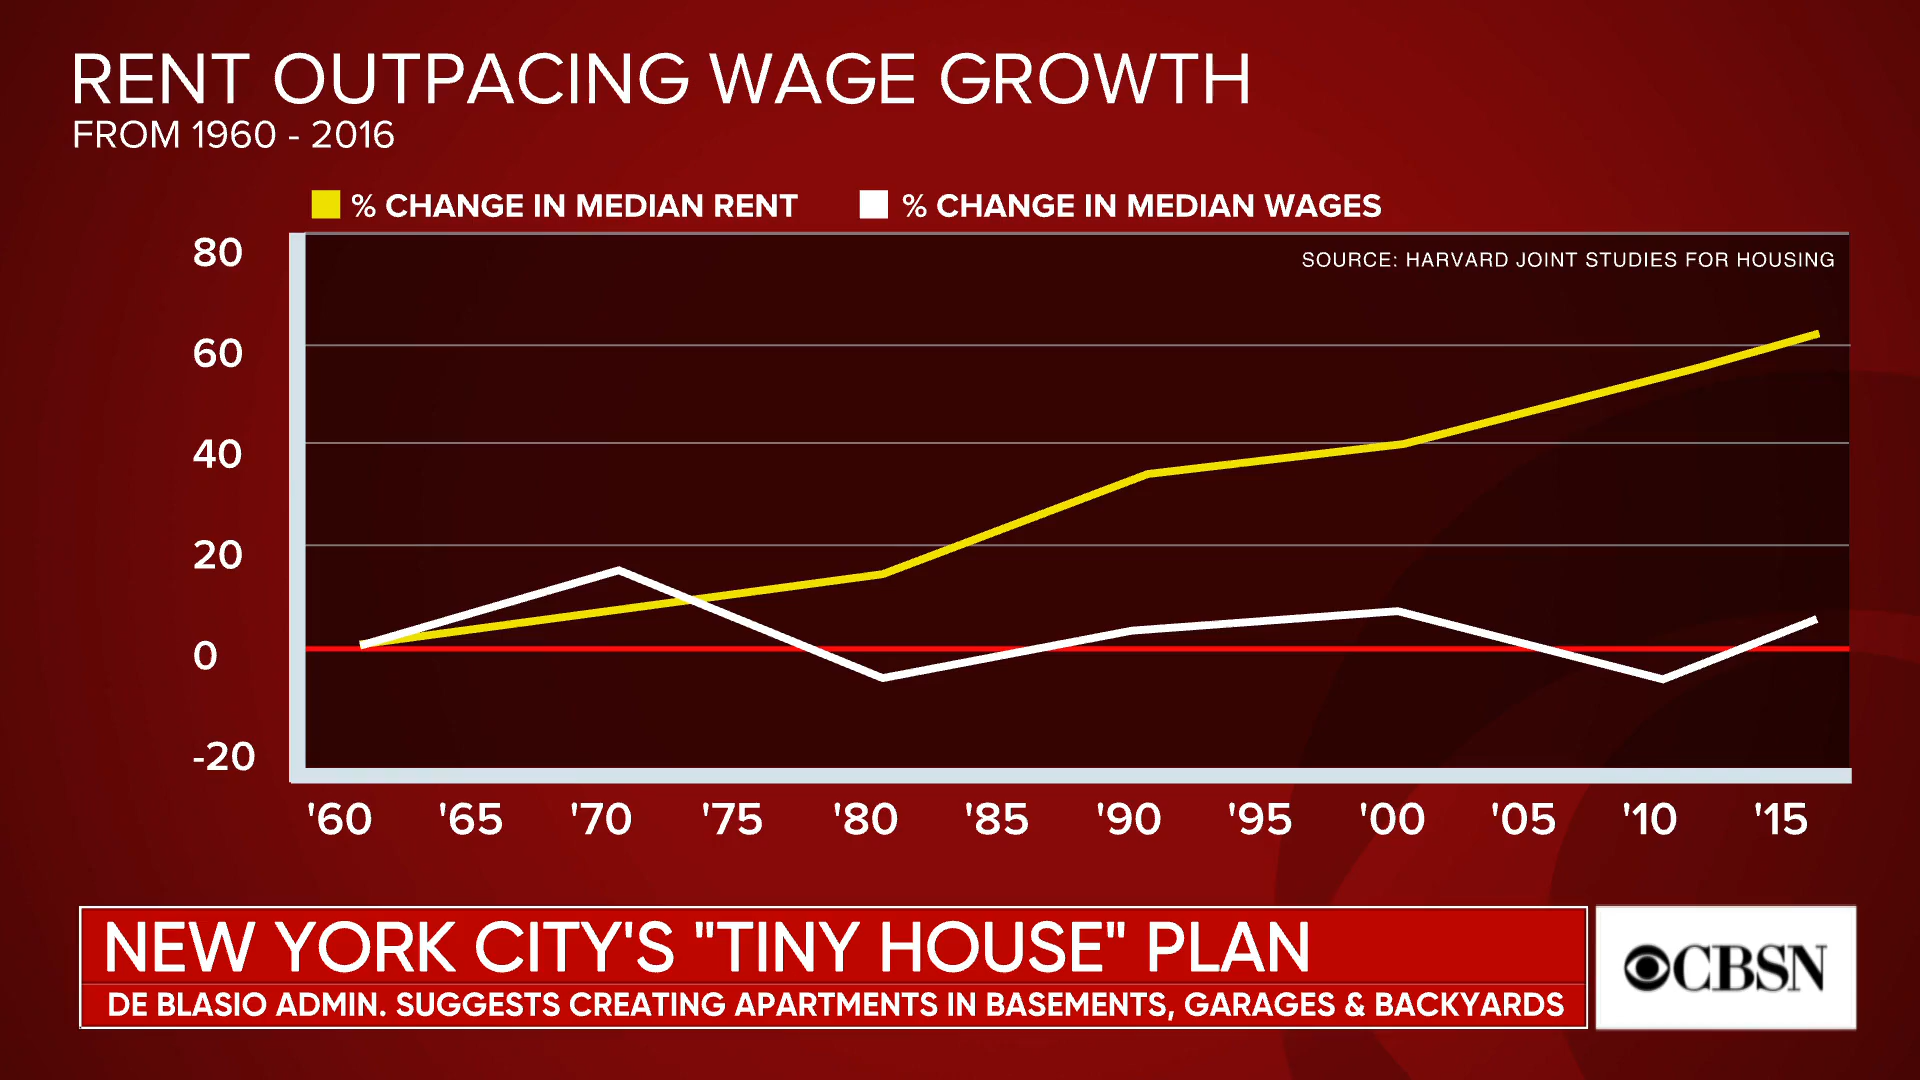 RENT OUTPACING WAGE GROWTH
FROM 1960 - 2016
% CHANGE IN MEDIAN RENT % CHANGE IN MEDIAN WAGES
SOURCE: HARVARD JOINT STUDIES FOR HOUSING
80
60
40
20
0
-20
'60 '65 '70 '75 '80 '85 '90 '95 '00 '05 '10 '15
NEW YORK CITY'S "TINY HOUSE" PLAN
DE BLASIO ADMIN. SUGGESTS CREATING APARTMENTS IN BASEMENTS, GARAGES & BACKYARDS
CBSN